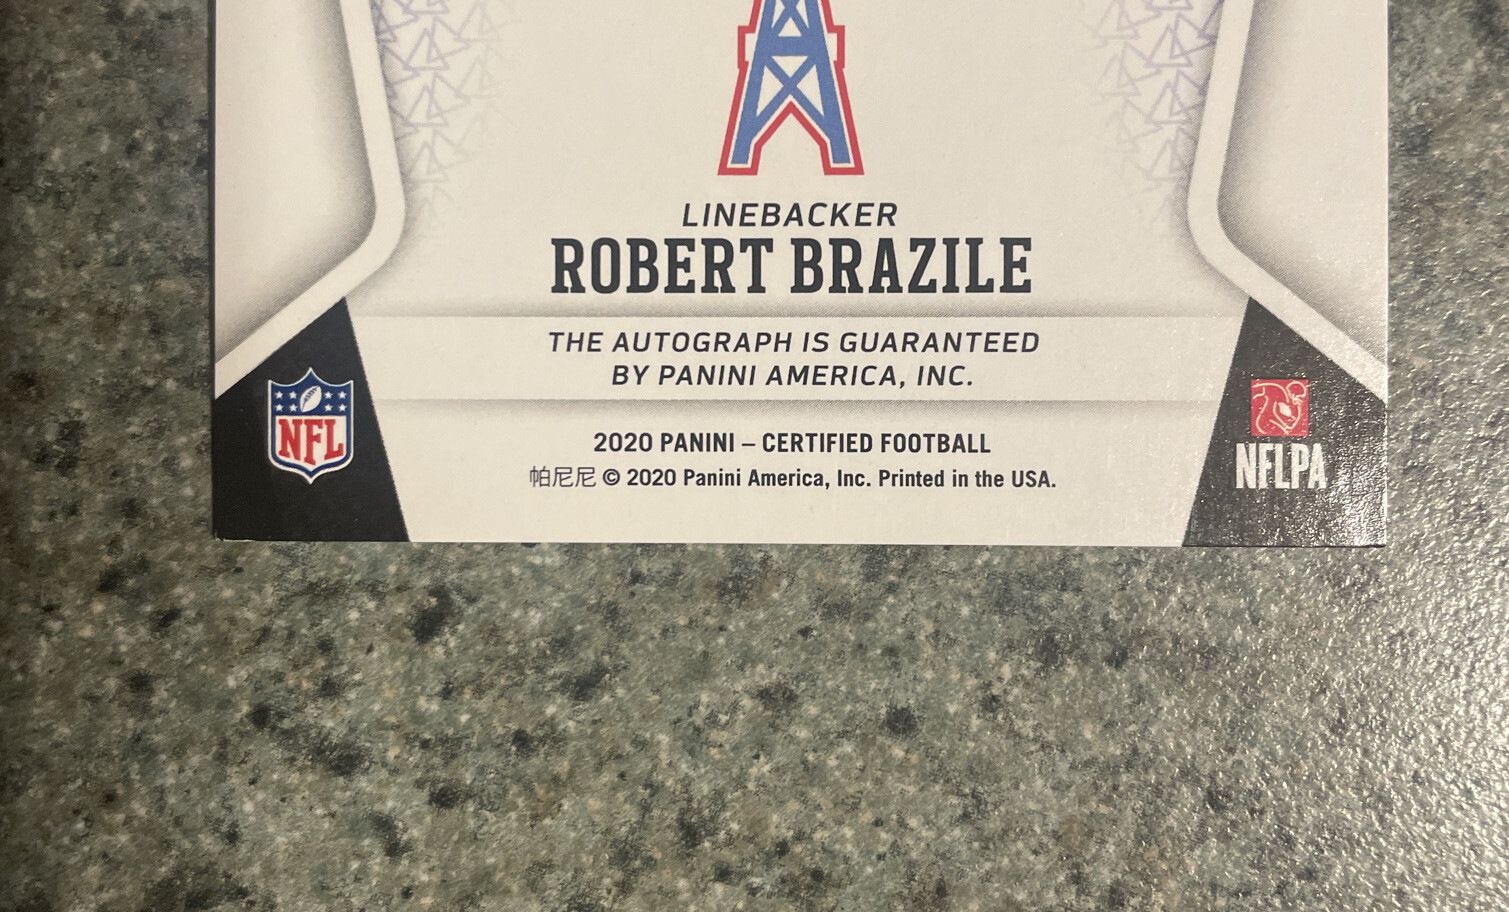 LINEBACKER
ROBERT BRAZILE
THE AUTOGRAPH IS GUARANTEED
BY PANINI AMERICA, INC.
NFL
NFLPA
2020 PANINI – CERTIFIED FOOTBALL
帕尼尼 © 2020 Panini America, Inc. Printed in the USA.